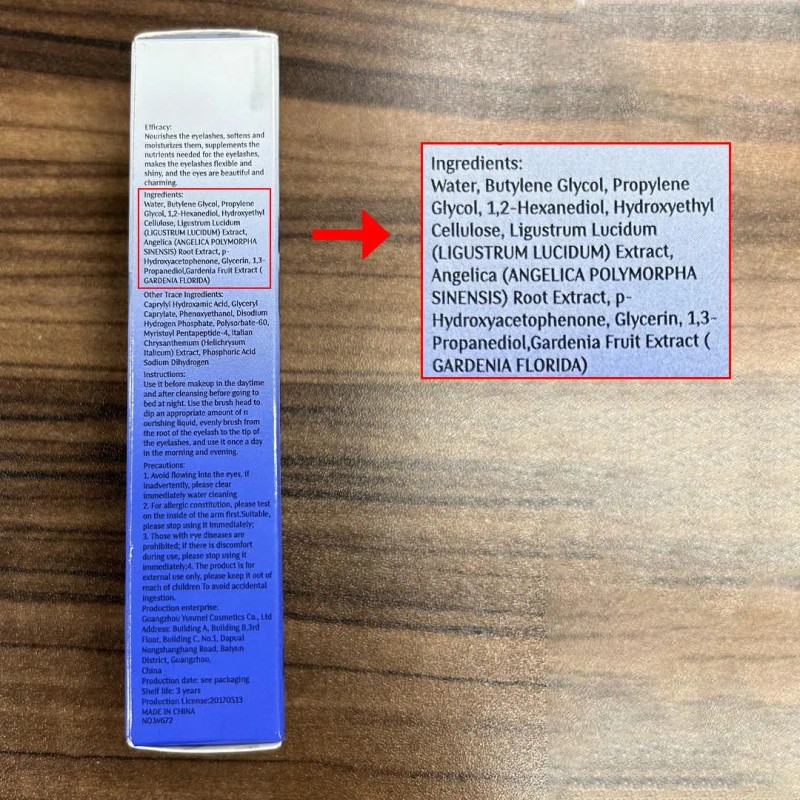 Efficacy:
Nourishes the eyelashes, softens and
moisturizes them, supplements the
nutrients needed for the eyelashes,
makes the eyelashes flexible and
shiny, and the eyes are beautiful and
charming.
Ingredients:
Water, Butylene Glycol, Propylene
Glycol, 1,2-Hexanediol, Hydroxyethyl
Cellulose, Ligustrum Lucidum
(LIGUSTRUM LUCIDUM) Extract,
Angelica (ANGELICA POLYMORPHA
SINENSIS) Root Extract, p-
Hydroxyacetophenone, Glycerin, 1,3-
Propanediol,Gardenia Fruit Extract (
GARDENIA FLORIDA)
Other Trace Ingredients:
Caprylyl Hydroxamic Acid, Glyceryl
Caprylate, Phenoxyethanol, Disodium
Hydrogen Phosphate, Polysorbate-60,
Myristoyl Pentapeptide-4, Italian
Chrysanthemum (Helichrysum
Italicum) Extract, Phosphoric Acid
Sodium Dihydrogen
Instructions:
Use it before makeup in the daytime
and after cleansing before going to
bed at night. Use the brush head to
dip an appropriate amount of n
ourishing liquid, evenly brush from
the root of the eyelash to the tip of
the eyelashes, and use it once a day
in the morning and evening.
Precautions:
1. Avoid flowing into the eyes, if
inadvertently, please clear
immediately water cleaning
2. For allergic constitution, please test
on the inside of the arm first.Suitable,
please stop using it immediately;
3. Those with eye diseases are
prohibited; if there is discomfort
during use, please stop using it
immediately;4. The product is for
external use only, please keep it out of
reach of children To avoid accidental
ingestion.
Production enterprise:
Guangzhou Yunmei Cosmetics Co., Ltd
Address: Building A, Building B,3rd
Floor, Building C, No.1, Dapual
Nongshanghang Road, Baiyun
District, Guangzhou,
China
Production date: see packaging
Shelf life: 3 years
Production License:20170513
MADE IN CHINA
NO.W672
Ingredients:
Water, Butylene Glycol, Propylene
Glycol, 1,2-Hexanediol, Hydroxyethyl
Cellulose, Ligustrum Lucidum
(LIGUSTRUM LUCIDUM) Extract,
Angelica (ANGELICA POLYMORPHA
SINENSIS) Root Extract, p-
Hydroxyacetophenone, Glycerin, 1,3-
Propanediol,Gardenia Fruit Extract (
GARDENIA FLORIDA)